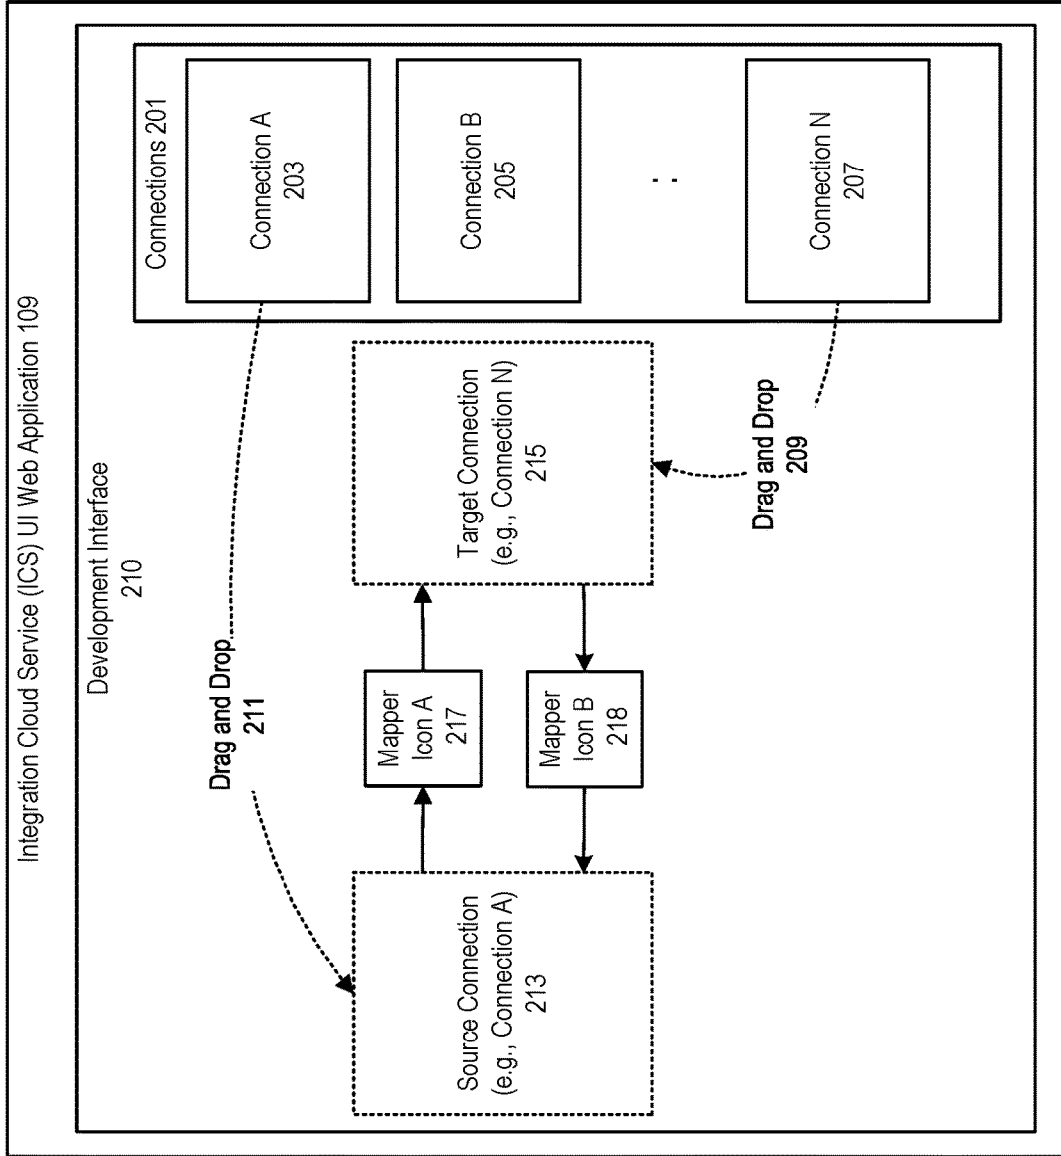 Integration Cloud Service (ICS) UI Web Application 109
Development Interface
210
Connections 201
Connection A
203
Connection B
205
Connection N
207
Drag and Drop
211
Source Connection
(e.g., Connection A)
213
Mapper
Icon A
217
Mapper
Icon B
218
Target Connection
(e.g., Connection N)
215
Drag and Drop
209